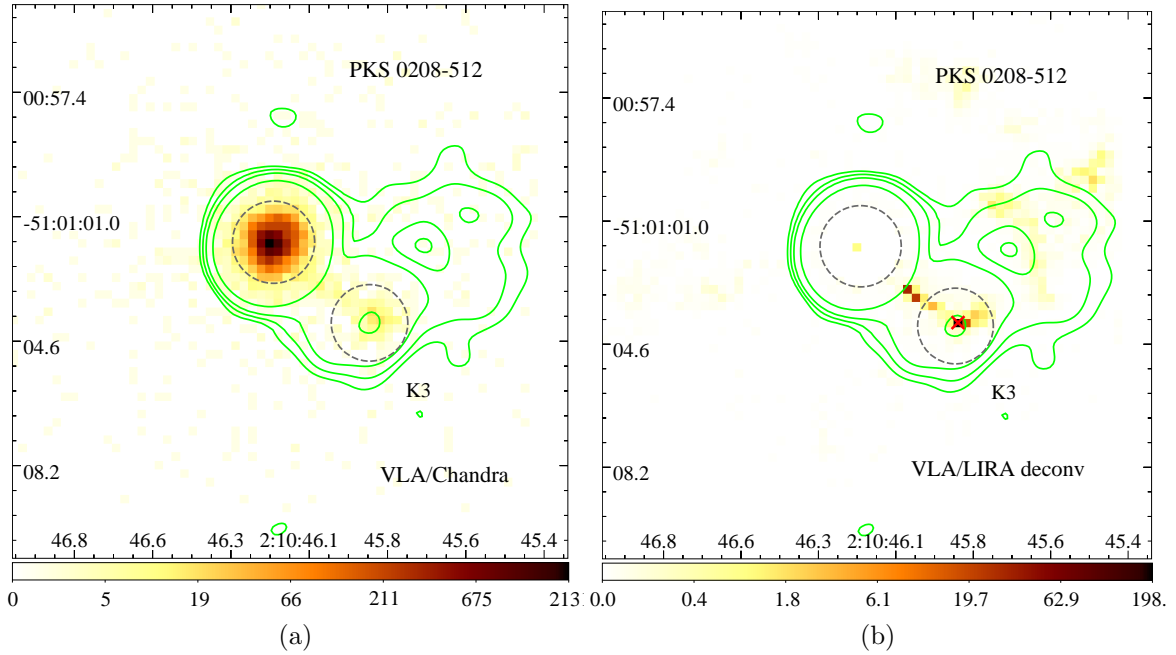 PKS 0208-512
00:57.4
-51:01:01.0
04.6
K3
08.2
VLA/Chandra
46.8 46.6 46.3 2:10:46.1 45.8 45.6 45.4
0 5 19 66 211 675 213
(a)
PKS 0208-512
00:57.4
-51:01:01.0
04.6
K3
08.2
VLA/LIRA deconv
46.8 46.6 46.3 2:10:46.1 45.8 45.6 45.4
0.0 0.4 1.8 6.1 19.7 62.9 198.
(b)